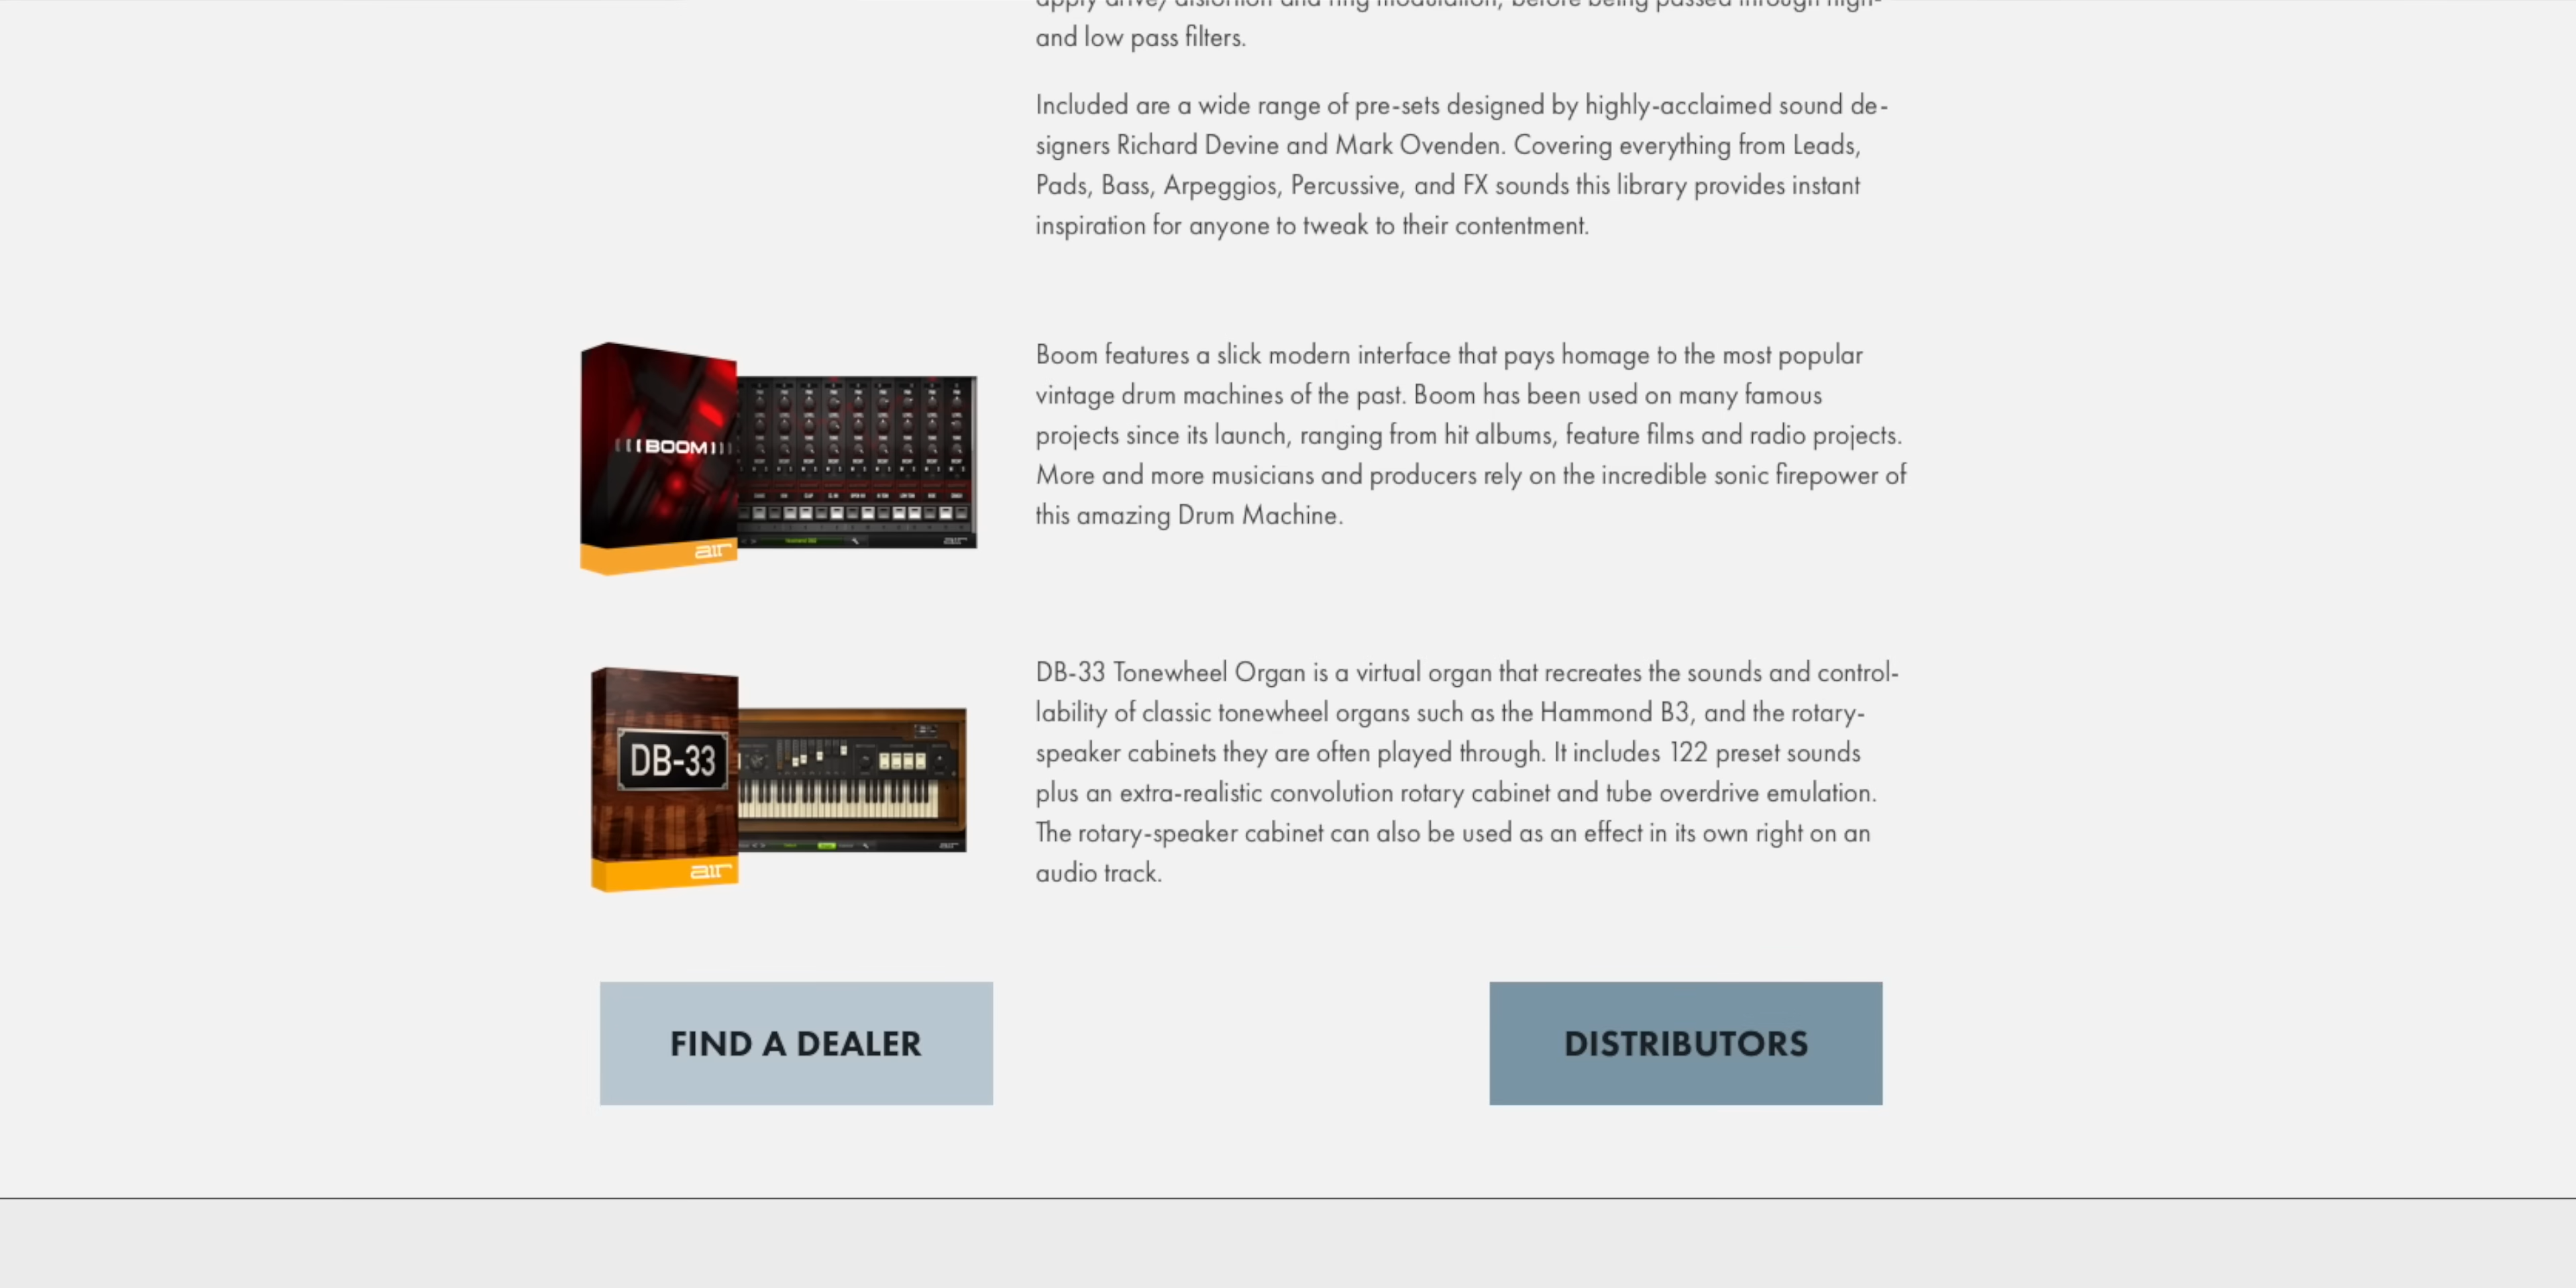 and low pass filters.
Included are a wide range of pre-sets designed by highly-acclaimed sound de-
signers Richard Devine and Mark Ovenden. Covering everything from Leads,
Pads, Bass, Arpeggios, Percussive, and FX sounds this library provides instant
inspiration for anyone to tweak to their contentment.
Boom features a slick modern interface that pays homage to the most popular
vintage drum machines of the past. Boom has been used on many famous
projects since its launch, ranging from hit albums, feature films and radio projects.
More and more musicians and producers rely on the incredible sonic firepower of
this amazing Drum Machine.
BOOM
air
DB-33 Tonewheel Organ is a virtual organ that recreates the sounds and control-
lability of classic tonewheel organs such as the Hammond B3, and the rotary-
speaker cabinets they are often played through. It includes 122 preset sounds
plus an extra-realistic convolution rotary cabinet and tube overdrive emulation.
The rotary-speaker cabinet can also be used as an effect in its own right on an
audio track.
DB-33
air
FIND A DEALER
DISTRIBUTORS